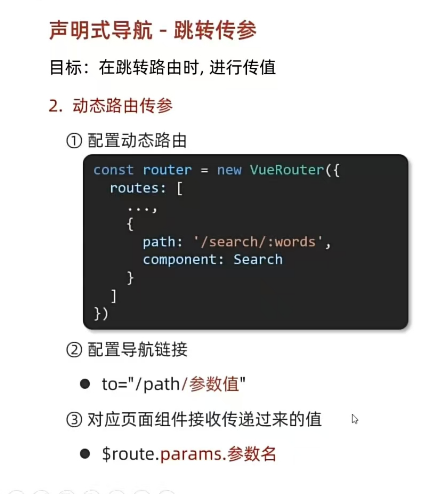 声明式导航 - 跳转传参
目标：在跳转路由时, 进行传值
2. 动态路由传参
① 配置动态路由
const router = new VueRouter({
routes: [
...,
{
path: '/search/:words',
component: Search
}
]
})
② 配置导航链接
● to="/path/参数值"
③ 对应页面组件接收传递过来的值
● $route.params.参数名